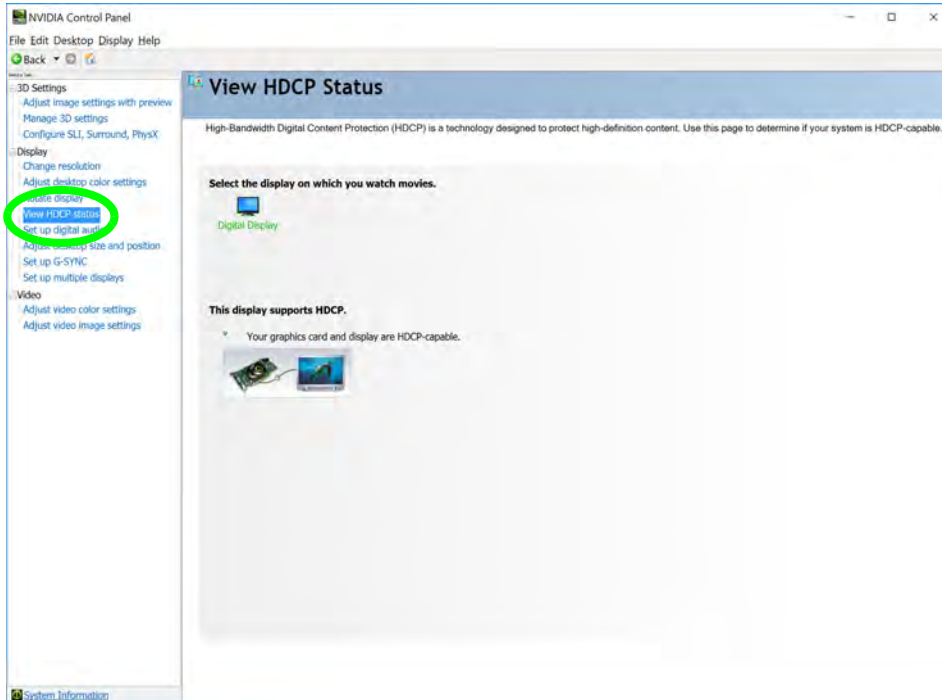 NVIDIA Control Panel
File Edit Desktop Display Help
Back
3D Settings
Adjust image settings with preview
Manage 3D settings
Configure SLI, Surround, PhysX
Display
Change resolution
Adjust desktop color settings
Rotate display
View HDCP status
Set up digital audio
Adjust desktop size and position
Set up G-SYNC
Set up multiple displays
Video
Adjust video color settings
Adjust video image settings
System Information
View HDCP Status
High-Bandwidth Digital Content Protection (HDCP) is a technology designed to protect high-definition content. Use this page to determine if your system is HDCP-capable.
Select the display on which you watch movies.
Digital Display
This display supports HDCP.
Your graphics card and display are HDCP-capable.